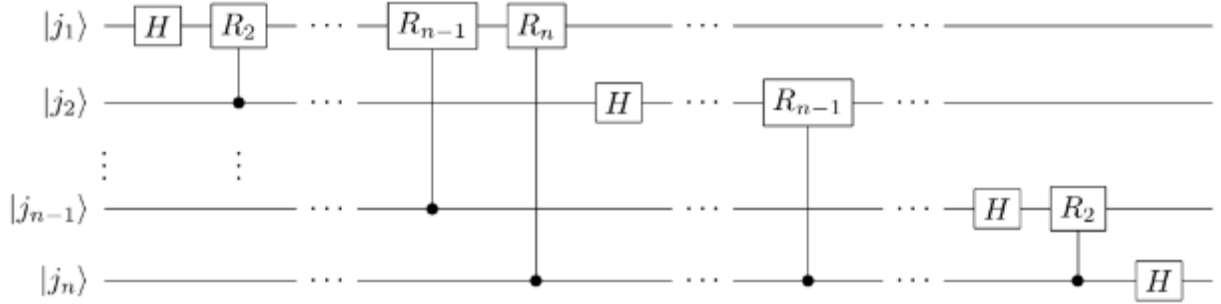 |j₁⟩ H R₂ ··· Rₙ₋₁ Rₙ ··· ···
|j₂⟩ ··· H ··· Rₙ₋₁ ···
⋮ ⋮
|jₙ₋₁⟩ ··· ··· ··· H R₂
|jₙ⟩ ··· ··· ··· H